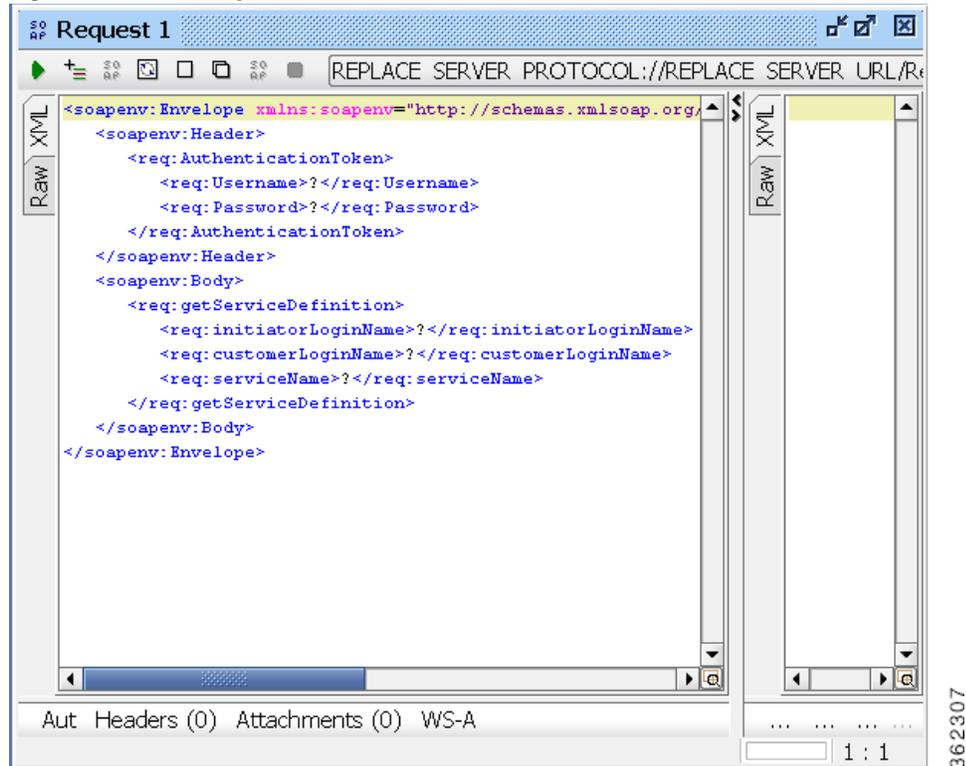 Request 1
REPLACE SERVER PROTOCOL://REPLACE SERVER URL/Re
XML
Raw
<soapenv:Envelope xmlns:soapenv="http://schemas.xmlsoap.org/
<soapenv:Header>
<req:AuthenticationToken>
<req:Username>?</req:Username>
<req:Password>?</req:Password>
</req:AuthenticationToken>
</soapenv:Header>
<soapenv:Body>
<req:getServiceDefinition>
<req:initiatorLoginName>?</req:initiatorLoginName>
<req:customerLoginName>?</req:customerLoginName>
<req:serviceName>?</req:serviceName>
</req:getServiceDefinition>
</soapenv:Body>
</soapenv:Envelope>
XML
Raw
Aut Headers (0) Attachments (0) WS-A
... ... ... ...
1 : 1
362307